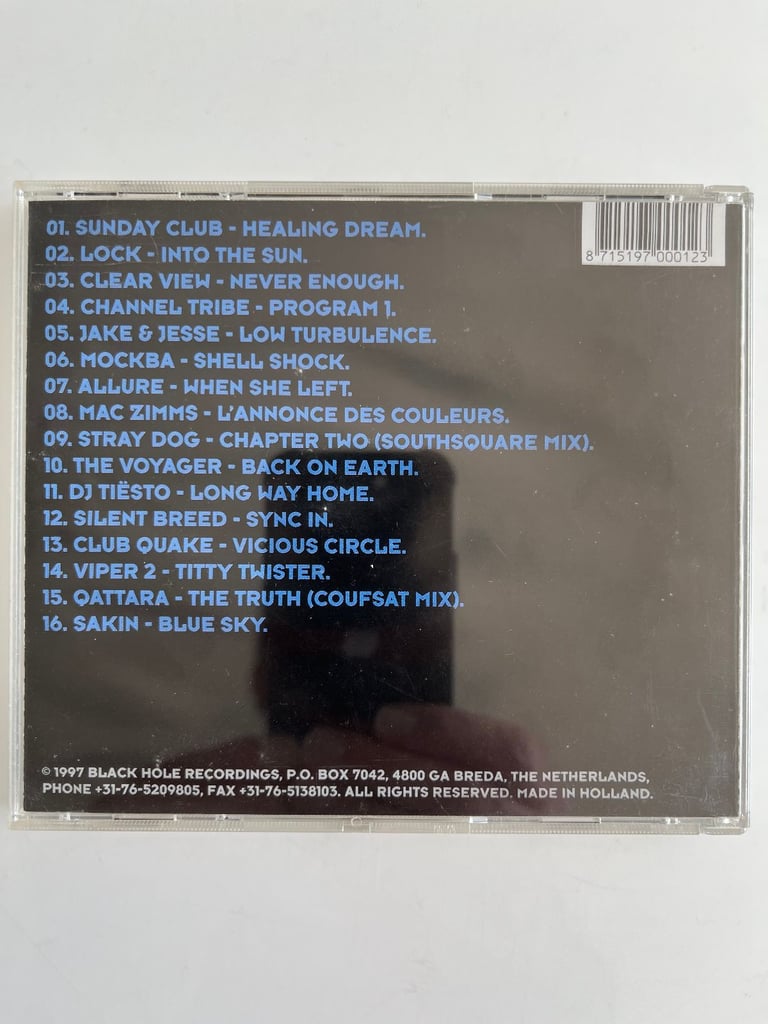 01. SUNDAY CLUB - HEALING DREAM.
02. LOCK - INTO THE SUN.
03. CLEAR VIEW - NEVER ENOUGH.
04. CHANNEL TRIBE - PROGRAM 1.
05. JAKE & JESSE - LOW TURBULENCE.
06. MOCKBA - SHELL SHOCK.
07. ALLURE - WHEN SHE LEFT.
08. MAC ZIMMS - L'ANNONCE DES COULEURS.
09. STRAY DOG - CHAPTER TWO (SOUTHSQUARE MIX).
10. THE VOYAGER - BACK ON EARTH.
11. DJ TIËSTO - LONG WAY HOME.
12. SILENT BREED - SYNC IN.
13. CLUB QUAKE - VICIOUS CIRCLE.
14. VIPER 2 - TITTY TWISTER.
15. QATTARA - THE TRUTH (COUFSAT MIX).
16. SAKIN - BLUE SKY.
8 715197 000123
© 1997 BLACK HOLE RECORDINGS, P.O. BOX 7042, 4800 GA BREDA, THE NETHERLANDS,
PHONE +31-76-5209805, FAX +31-76-5138103. ALL RIGHTS RESERVED. MADE IN HOLLAND.